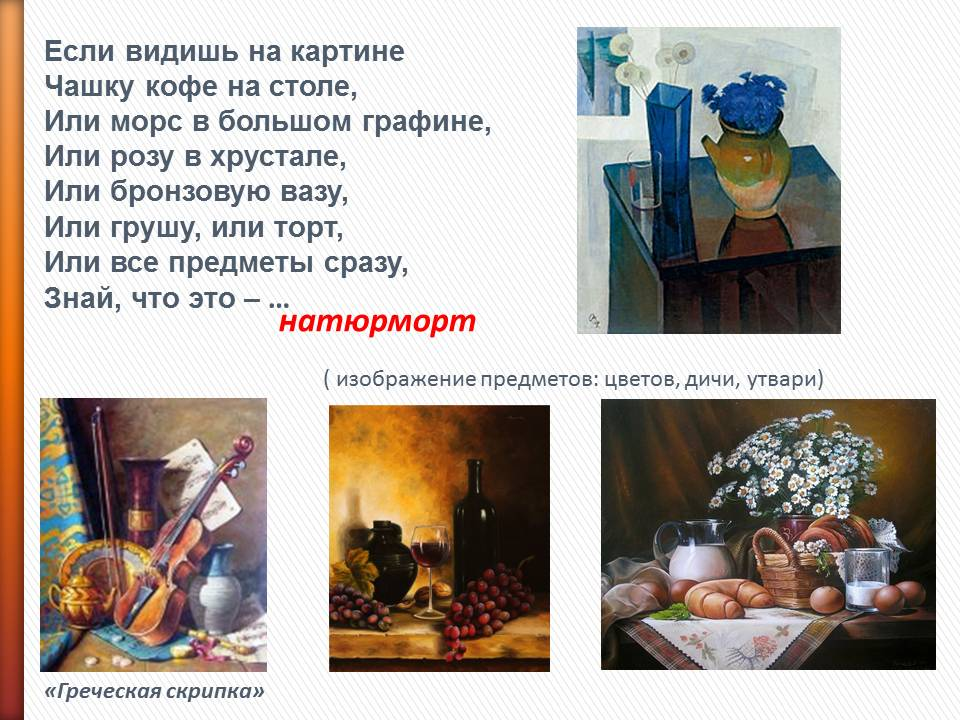 Если видишь на картине
Чашку кофе на столе,
Или морс в большом графине,
Или розу в хрустале,
Или бронзовую вазу,
Или грушу, или торт,
Или все предметы сразу,
Знай, что это – ...
натюрморт
( изображение предметов: цветов, дичи, утвари)
«Греческая скрипка»